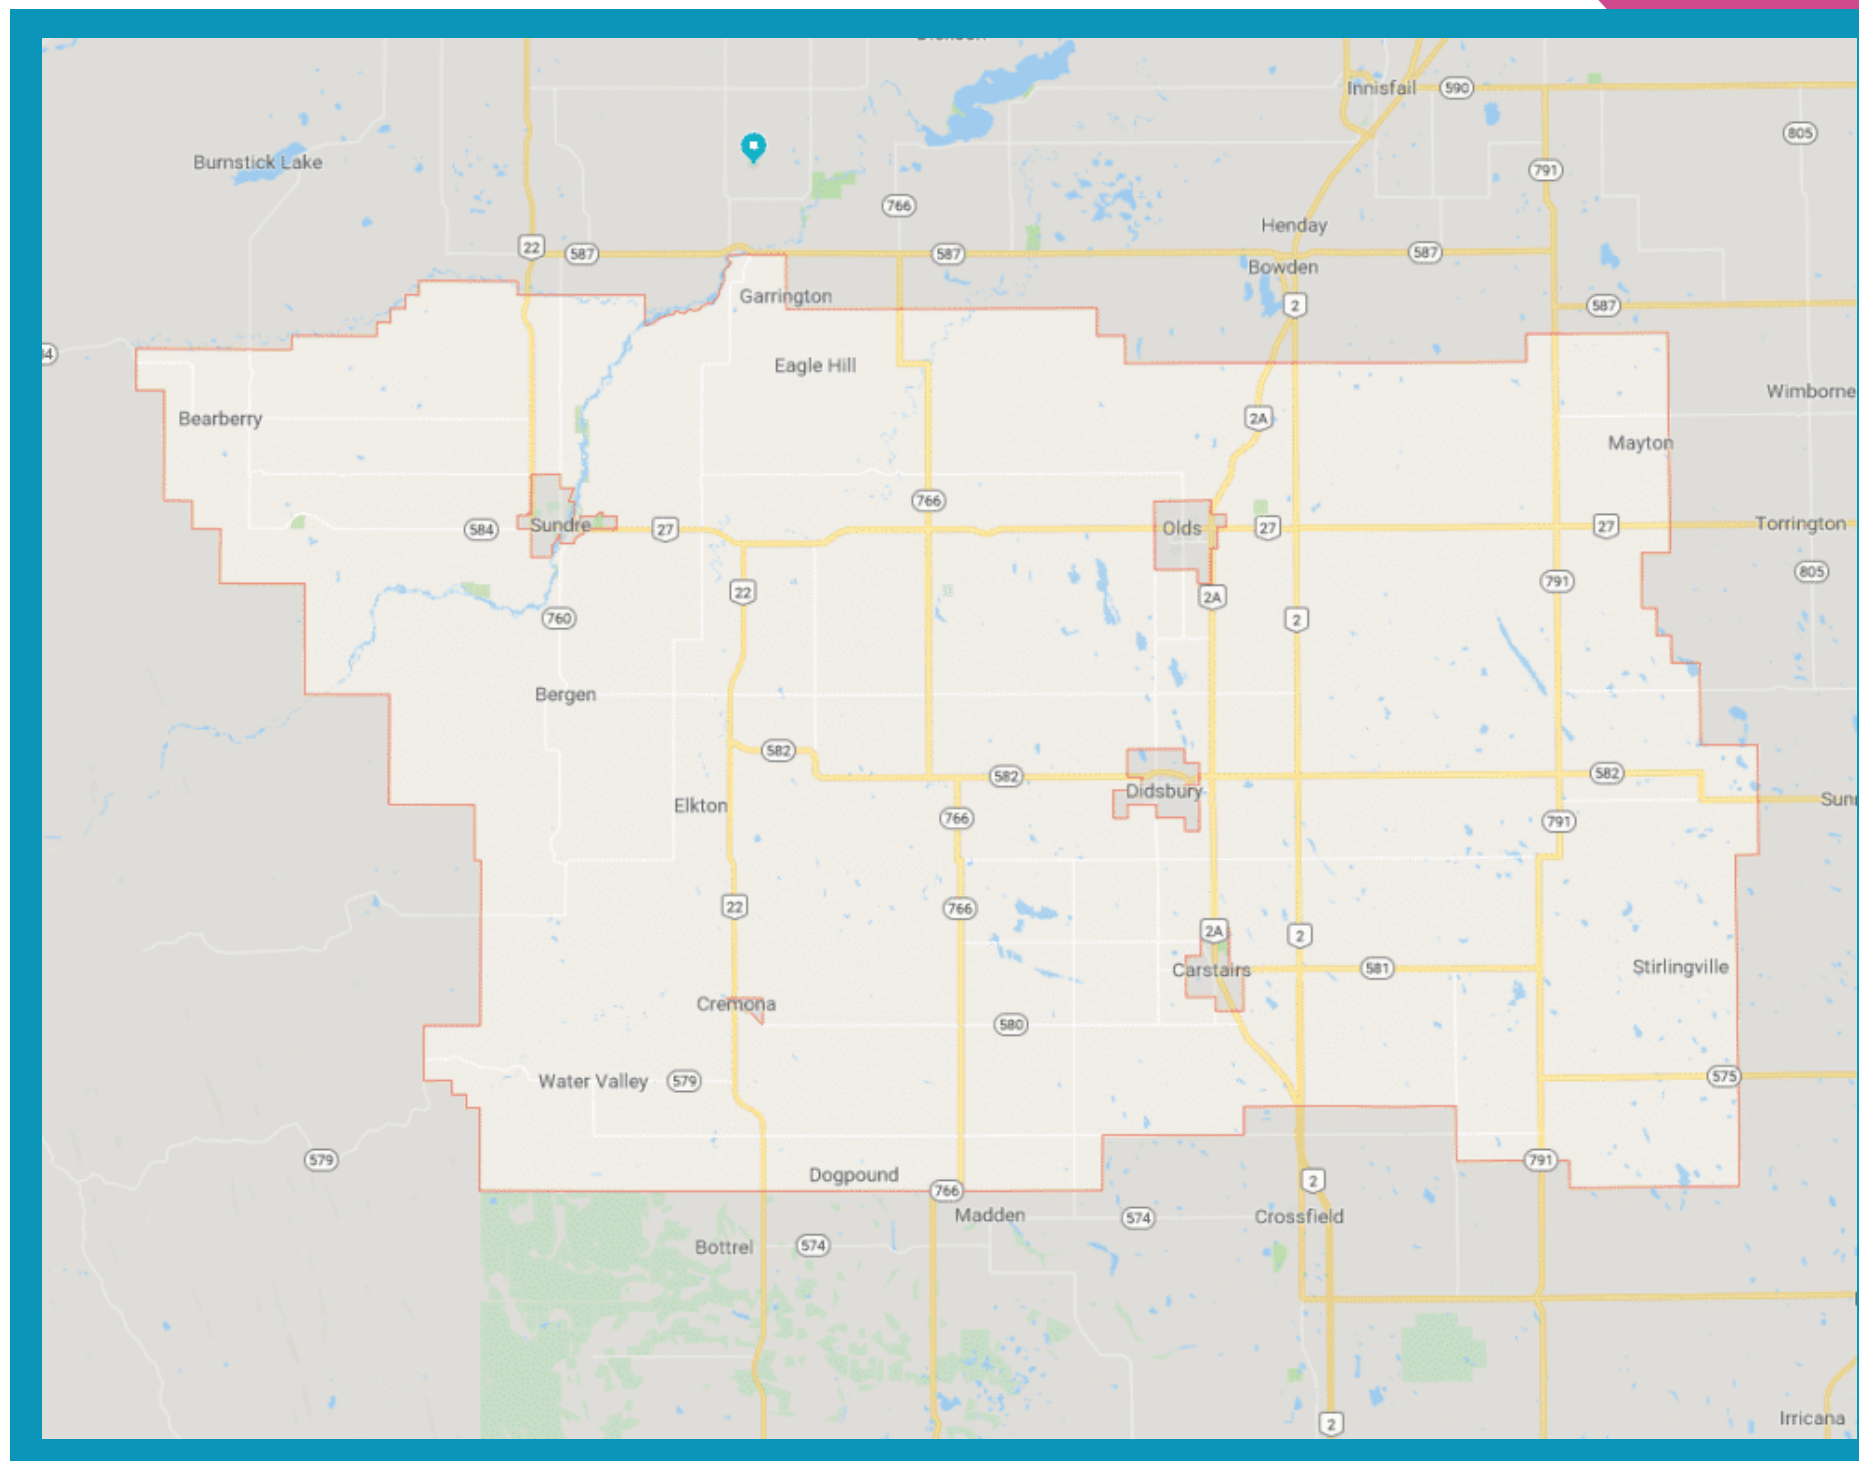 Innisfail
590
805
Burnstick Lake
791
766
Henday
22
587
587
587
Bowden
Garrington
2
587
Eagle Hill
Wimborne
Bearberry
2A
Mayton
766
584
Sundre
27
Olds
27
27
Torrington
805
791
22
2A
760
2
Bergen
582
582
582
Didsbury
Elkton
766
791
22
766
2A
2
Carstairs
581
Stirlingville
Cremona
580
Water Valley
579
575
579
Dogpound
791
766
2
Madden
574
Crossfield
Bottrel
574
Irricana
2